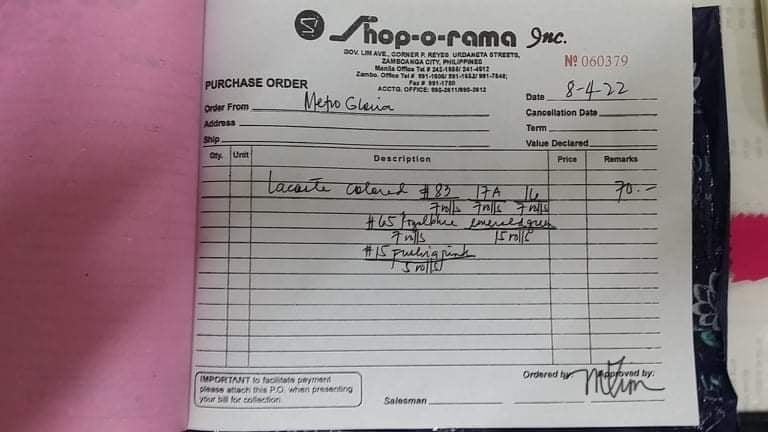 Shop-o-rama Inc.
GOV. LIM AVE., CORNER P. REYES URDANETA STREETS,
ZAMBOANGA CITY, PHILIPPINES
Nº 060379
PURCHASE ORDER
Date 8-4-22
Order From Metro Gloria
Cancellation Date
Address
Term
Ship
Value Declared
Qty. Unit Description Price Remarks
Lacoste Colored #83 17A 16 70.-
7 rolls 7 rolls 7 rolls
#65 emerald green
7 rolls 15 rolls
#15 pink
5 rolls
IMPORTANT to facilitate payment
please attach this P.O. when presenting
your bill for collection.
Ordered by: Approved by:
Salesman